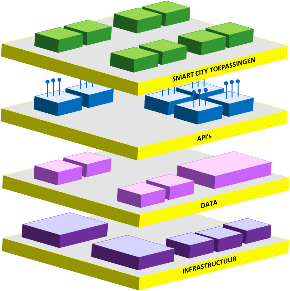 SMART CITY TOEPASSINGEN
API's
DATA
INFRASTRUCTUUR